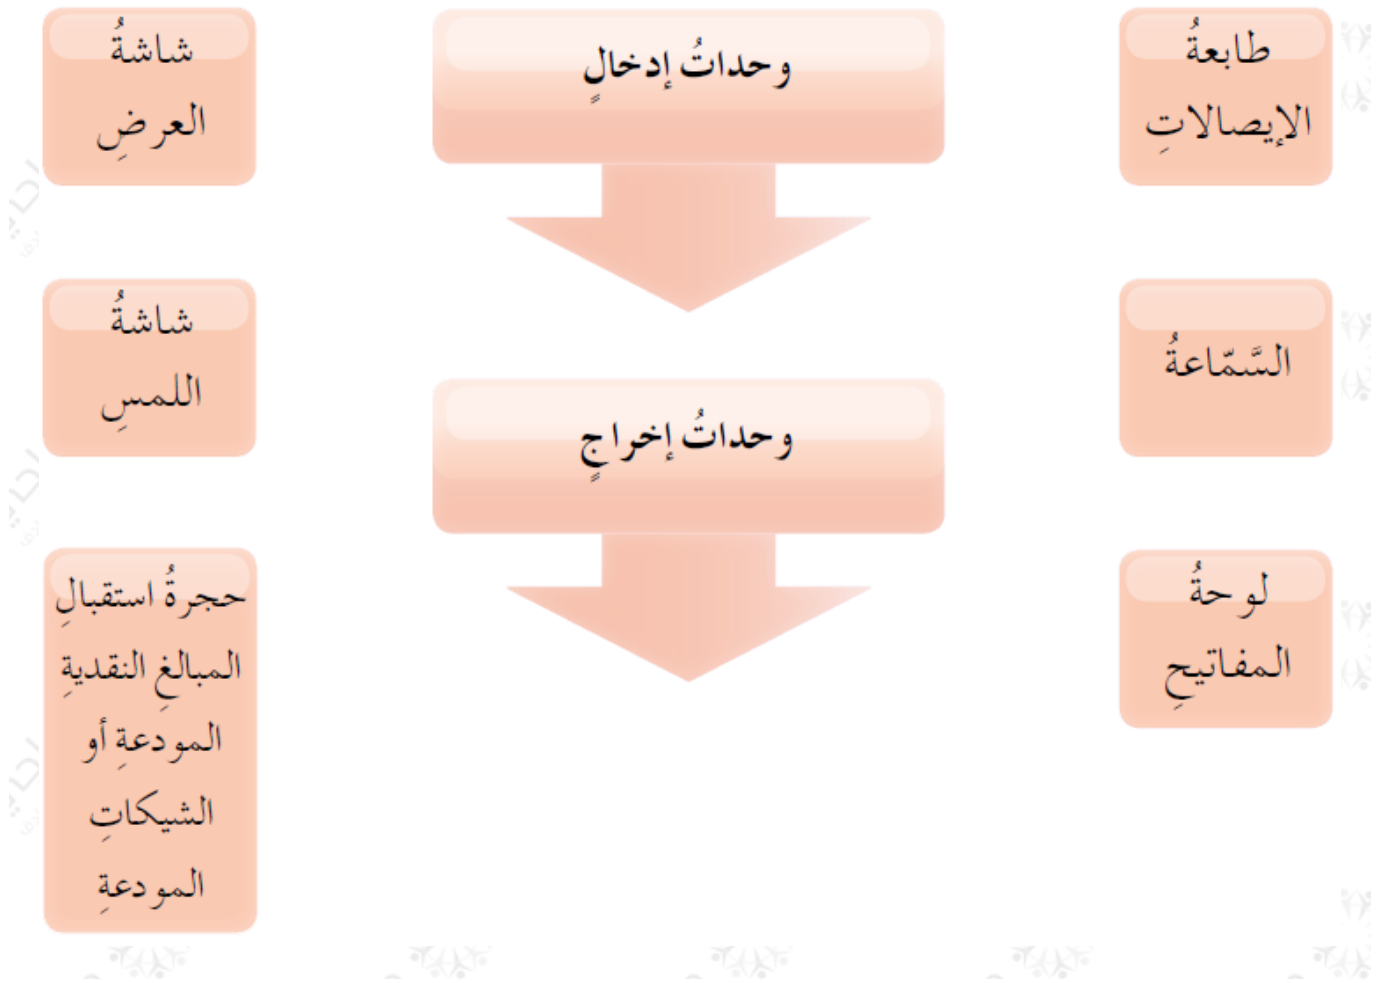 طابعةُ
الإيصالاتِ
وحداتُ إدخالٍ
شاشةُ
العرضِ
السَّمّاعةُ
شاشةُ
اللمسِ
وحداتُ إخراجٍ
لوحةُ
المفاتيحِ
حجرةُ استقبالِ
المبالغِ النقديةِ
المودعةِ أو
الشيكاتِ
المودعةِ